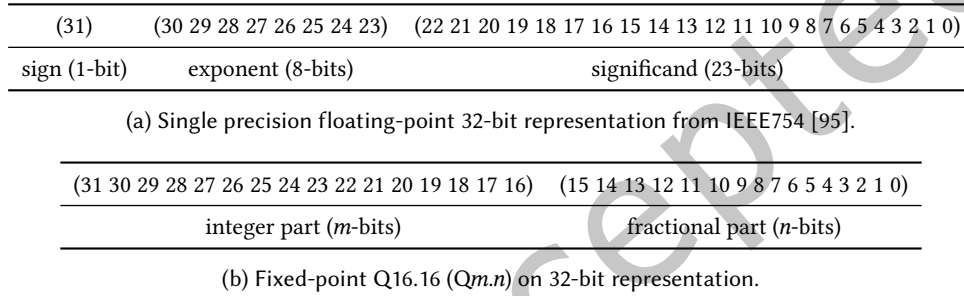 (31) (30 29 28 27 26 25 24 23) (22 21 20 19 18 17 16 15 14 13 12 11 10 9 8 7 6 5 4 3 2 1 0)
sign (1-bit) exponent (8-bits) significand (23-bits)
(a) Single precision floating-point 32-bit representation from IEEE754 [95].
(31 30 29 28 27 26 25 24 23 22 21 20 19 18 17 16) (15 14 13 12 11 10 9 8 7 6 5 4 3 2 1 0)
integer part (m-bits) fractional part (n-bits)
(b) Fixed-point Q16.16 (Qm.n) on 32-bit representation.